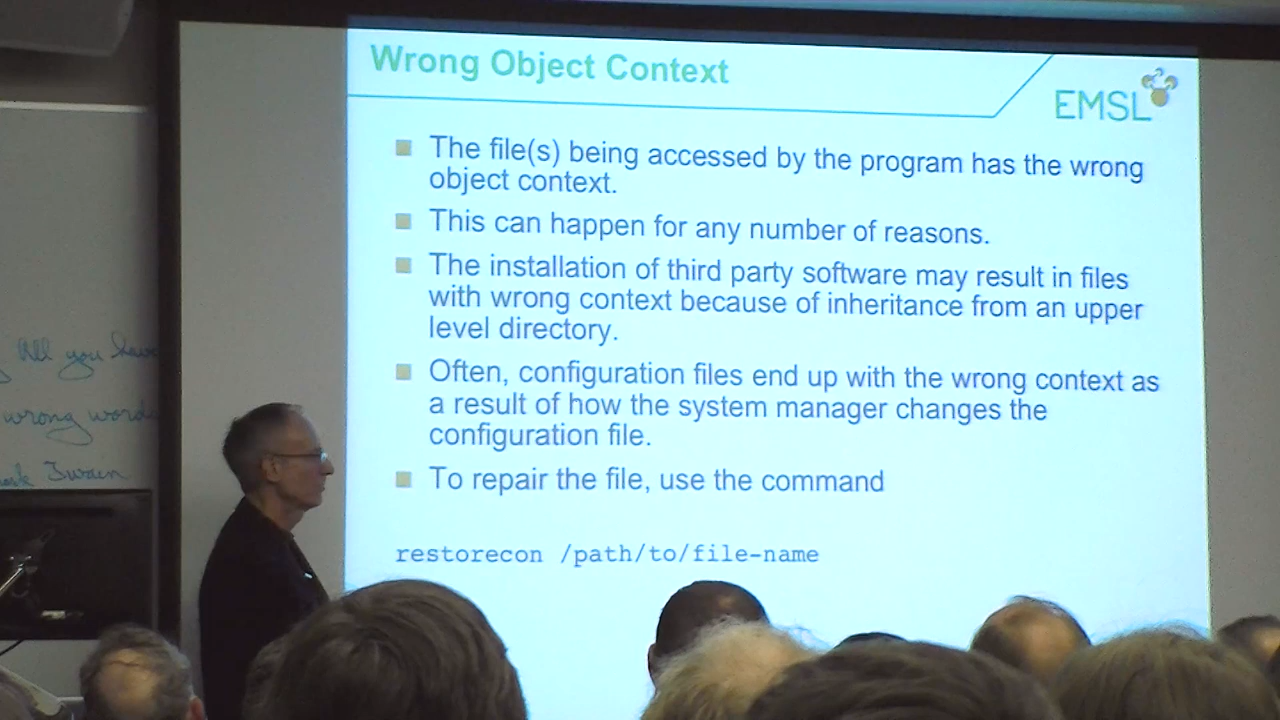 Wrong Object Context
EMSL
The file(s) being accessed by the program has the wrong
object context.
This can happen for any number of reasons.
The installation of third party software may result in files
with wrong context because of inheritance from an upper
level directory.
Often, configuration files end up with the wrong context as
a result of how the system manager changes the
configuration file.
To repair the file, use the command
restorecon /path/to/file-name
All you have
wrong words
Twain